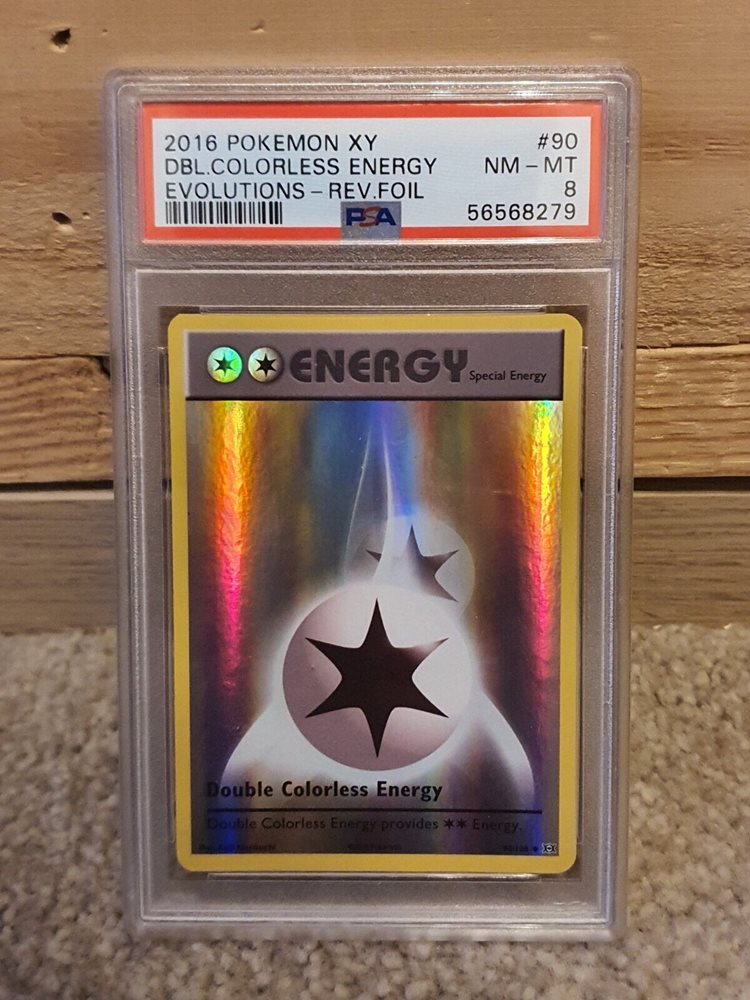 2016 POKEMON XY #90
DBL.COLORLESS ENERGY NM - MT
EVOLUTIONS - REV.FOIL 8
PSA 56568279
ENERGY Special Energy
Double Colorless Energy
Double Colorless Energy provides ✶✶ Energy.